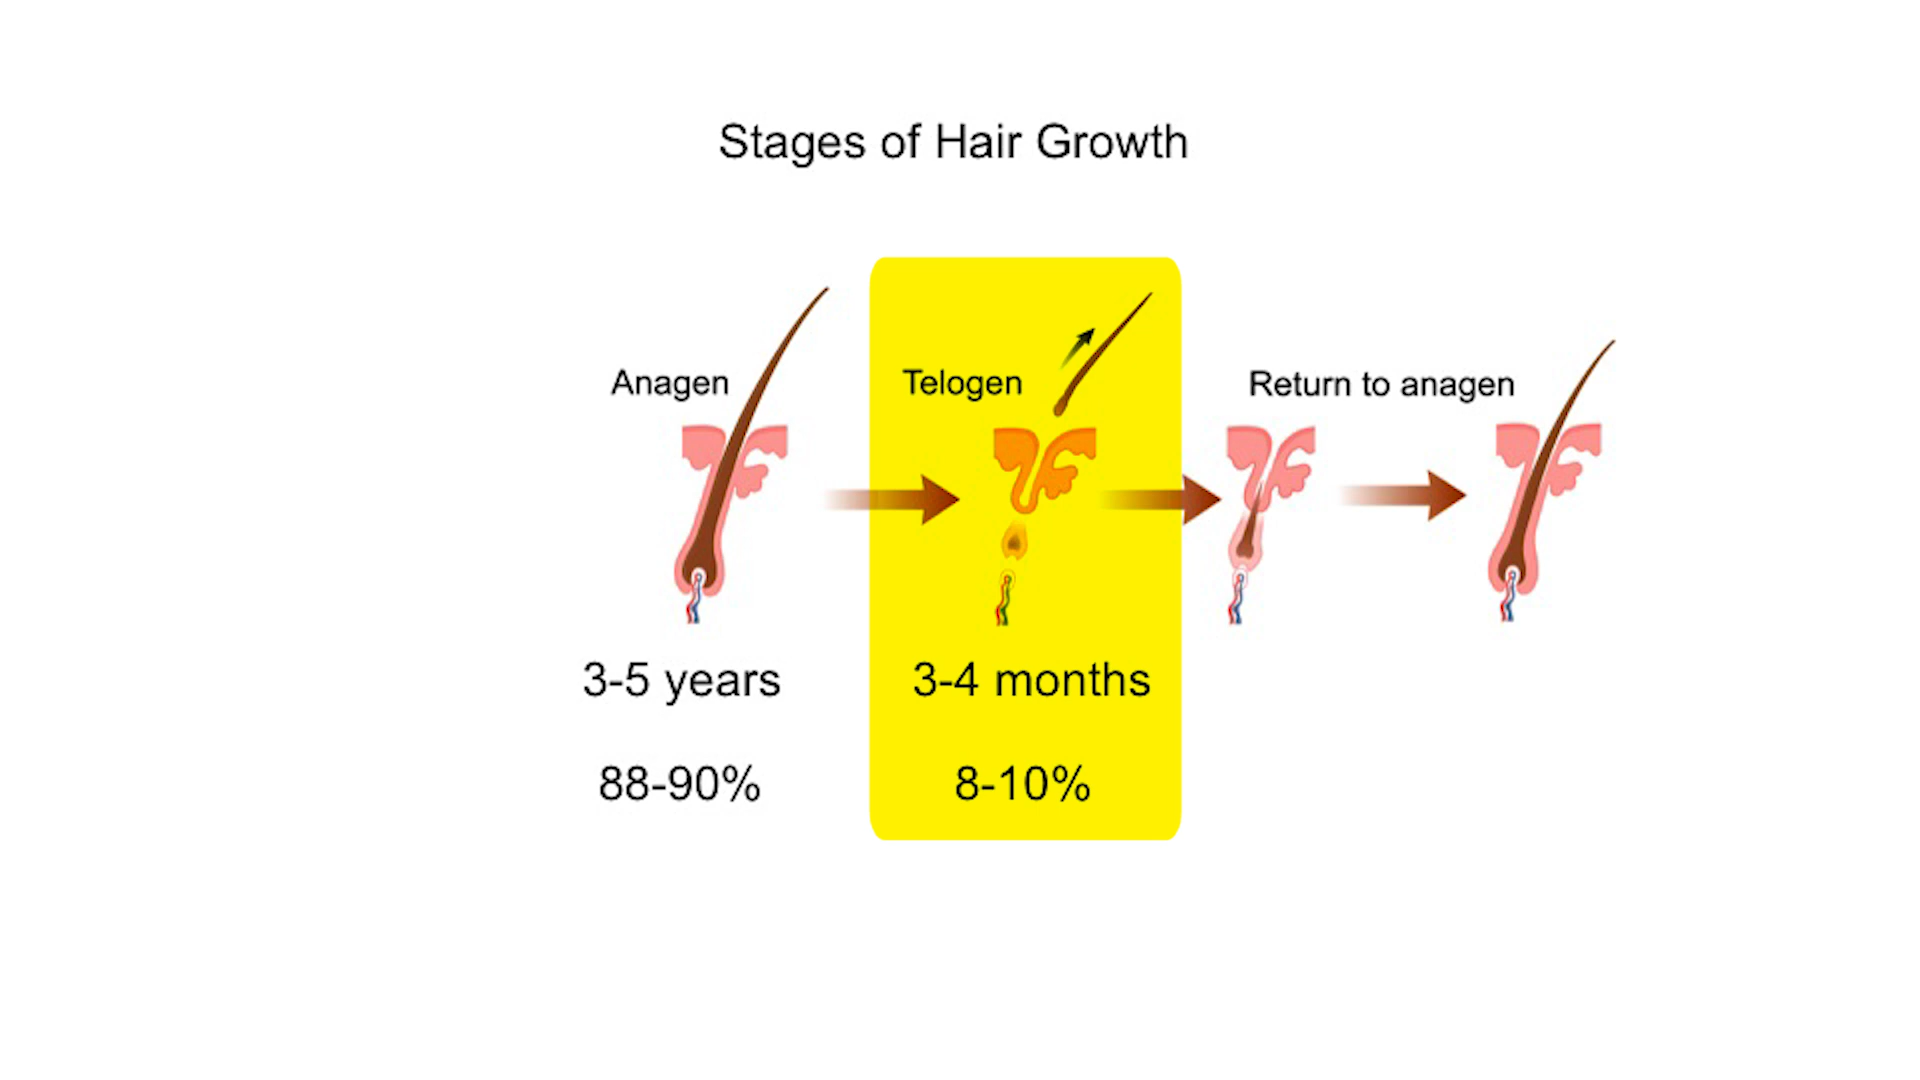 Stages of Hair Growth
Anagen
Telogen
Return to anagen
3-5 years
3-4 months
88-90%
8-10%